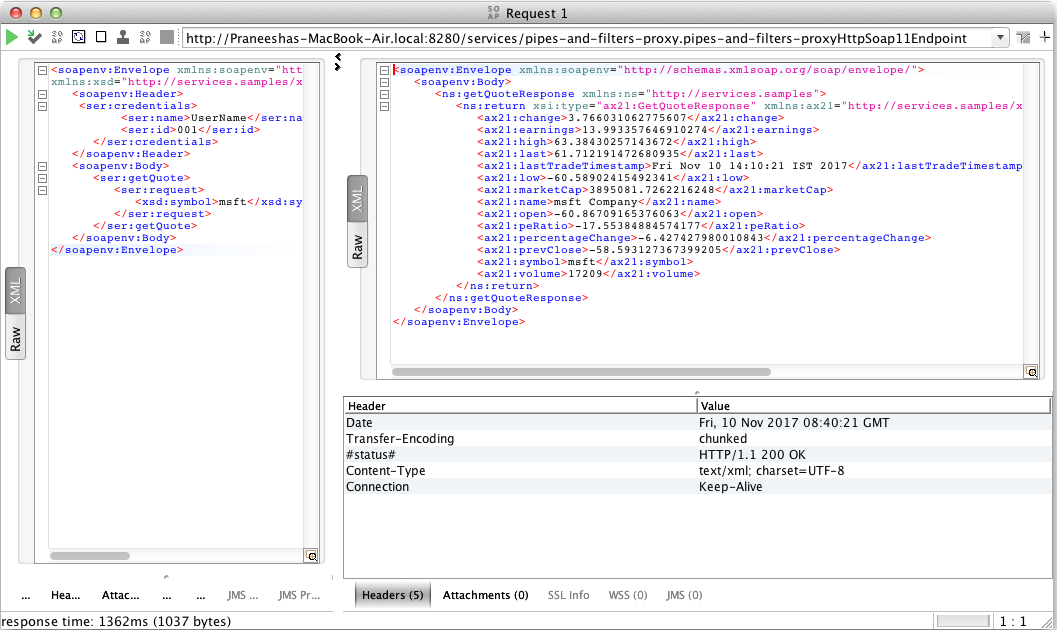 SO AP Request 1
http://Praneeshas-MacBook-Air.local:8280/services/pipes-and-filters-proxy.pipes-and-filters-proxyHttpSoap11Endpoint
<soapenv:Envelope xmlns:soapenv="htt
xmlns:xsd="http://services.samples/x
<soapenv:Header>
<ser:credentials>
<ser:name>UserName</ser:na
<ser:id>001</ser:id>
</ser:credentials>
</soapenv:Header>
<soapenv:Body>
<ser:getQuote>
<ser:request>
<xsd:symbol>msft</xsd:sy
</ser:request>
</ser:getQuote>
</soapenv:Body>
</soapenv:Envelope>
XML
Raw
<soapenv:Envelope xmlns:soapenv="http://schemas.xmlsoap.org/soap/envelope/">
<soapenv:Body>
<ns:getQuoteResponse xmlns:ns="http://services.samples">
<ns:return xsi:type="ax21:GetQuoteResponse" xmlns:ax21="http://services.samples/x
<ax21:change>3.766031062775607</ax21:change>
<ax21:earnings>13.993357646910274</ax21:earnings>
<ax21:high>63.38430257143672</ax21:high>
<ax21:last>61.712191472680935</ax21:last>
<ax21:lastTradeTimestamp>Fri Nov 10 14:10:21 IST 2017</ax21:lastTradeTimestamp
<ax21:low>-60.58902415492341</ax21:low>
<ax21:marketCap>3895081.7262216248</ax21:marketCap>
<ax21:name>msft Company</ax21:name>
<ax21:open>-60.86709165376063</ax21:open>
<ax21:peRatio>-17.55384884574177</ax21:peRatio>
<ax21:percentageChange>-6.427427980010843</ax21:percentageChange>
<ax21:prevClose>-58.593127367399205</ax21:prevClose>
<ax21:symbol>msft</ax21:symbol>
<ax21:volume>17209</ax21:volume>
</ns:return>
</ns:getQuoteResponse>
</soapenv:Body>
</soapenv:Envelope>
XML
Raw
Header Value
Date Fri, 10 Nov 2017 08:40:21 GMT
Transfer-Encoding chunked
#status# HTTP/1.1 200 OK
Content-Type text/xml; charset=UTF-8
Connection Keep-Alive
... Hea... Attac... ... ... JMS ... JMS Pr...
Headers (5) Attachments (0) SSL Info WSS (0) JMS (0)
response time: 1362ms (1037 bytes) 1 : 1